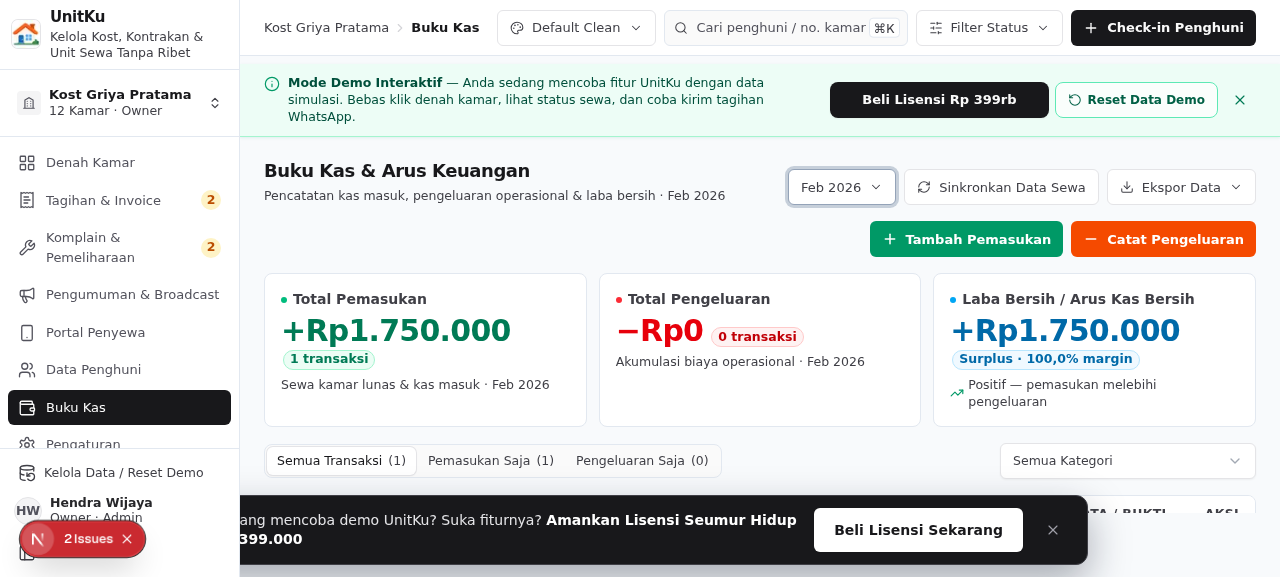 UnitKu
Kelola Kost, Kontrakan &
Unit Sewa Tanpa Ribet
Kost Griya Pratama
12 Kamar · Owner
Denah Kamar
Tagihan & Invoice 2
Komplain &
Pemeliharaan 2
Pengumuman & Broadcast
Portal Penyewa
Data Penghuni
Buku Kas
Pengaturan
Kelola Data / Reset Demo
HW Hendra Wijaya
Owner · Admin
N 2 Issues
Kost Griya Pratama Buku Kas
Default Clean
Cari penghuni / no. kamar ⌘K
Filter Status
Check-in Penghuni
Mode Demo Interaktif — Anda sedang mencoba fitur UnitKu dengan data
simulasi. Bebas klik denah kamar, lihat status sewa, dan coba kirim tagihan
WhatsApp.
Beli Lisensi Rp 399rb
Reset Data Demo
Buku Kas & Arus Keuangan
Pencatatan kas masuk, pengeluaran operasional & laba bersih · Feb 2026
Feb 2026
Sinkronkan Data Sewa
Ekspor Data
Tambah Pemasukan
Catat Pengeluaran
Total Pemasukan
+Rp1.750.000
1 transaksi
Sewa kamar lunas & kas masuk · Feb 2026
Total Pengeluaran
−Rp0 0 transaksi
Akumulasi biaya operasional · Feb 2026
Laba Bersih / Arus Kas Bersih
+Rp1.750.000
Surplus · 100,0% margin
Positif — pemasukan melebihi
pengeluaran
Semua Transaksi (1)
Pemasukan Saja (1)
Pengeluaran Saja (0)
Semua Kategori
BUKTI AKSI
ang mencoba demo UnitKu? Suka fiturnya? Amankan Lisensi Seumur Hidup
399.000
Beli Lisensi Sekarang